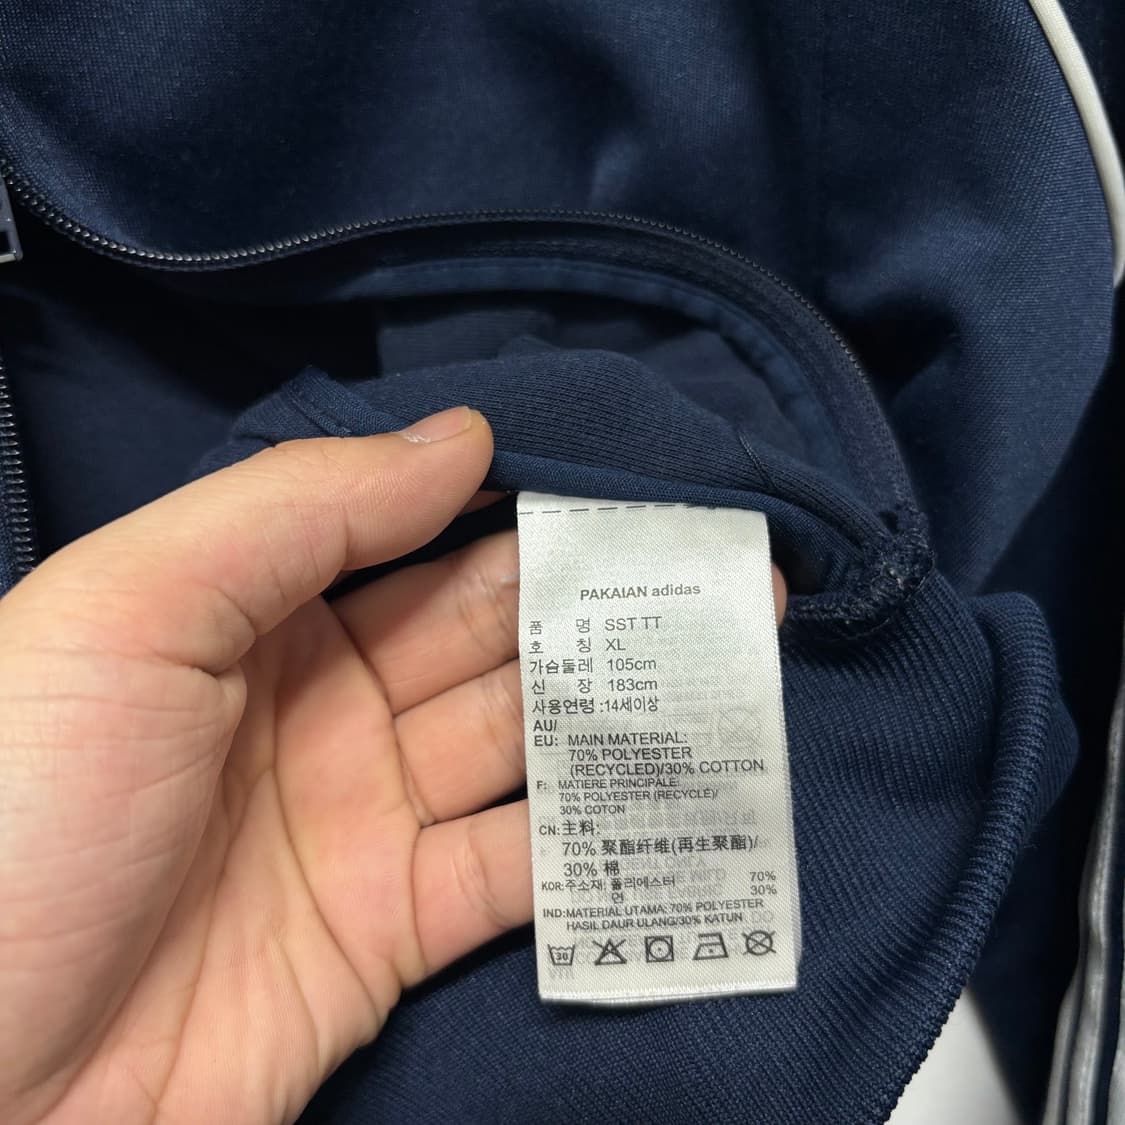 PAKAIAN adidas
품 명 SST TT
호 칭 XL
가슴둘레 105cm
신 장 183cm
사용연령 :14세이상
AU/
EU: MAIN MATERIAL:
70% POLYESTER
(RECYCLED)/30% COTTON
F: MATIERE PRINCIPALE:
70% POLYESTER (RECYCLÉ)/
30% COTON
CN:主料:
70% 聚酯纤维(再生聚酯)/
30% 棉
KOR:주소재: 폴리에스터 70%
면 30%
IND:MATERIAL UTAMA: 70% POLYESTER
HASIL DAUR ULANG/30% KATUN
30